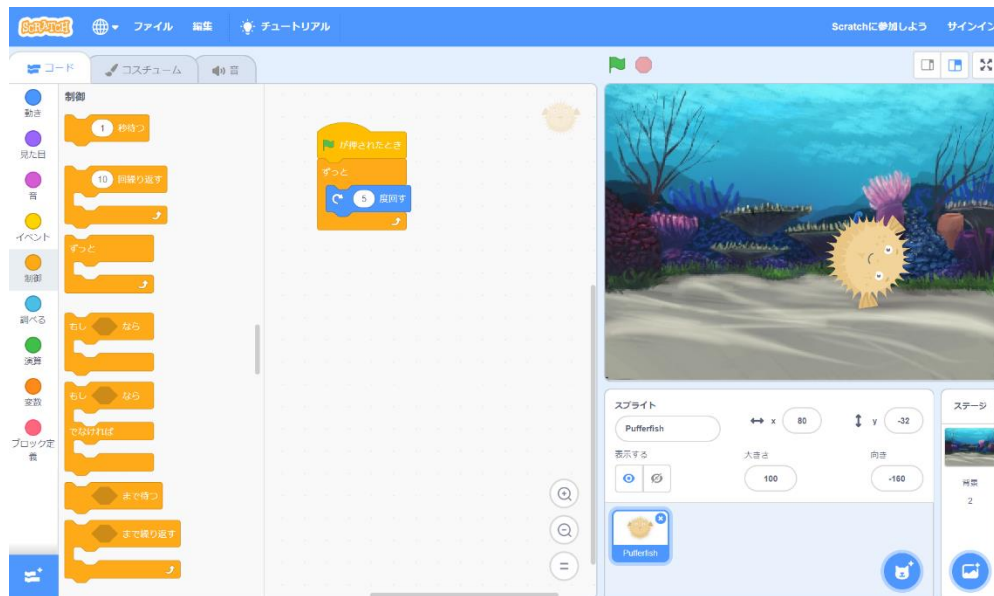 SCRATCH ファイル 編集 チュートリアル Scratchに参加しよう サインイン
コード コスチューム 音
動き
見た目
音
イベント
制御
調べる
演算
変数
ブロック定
義
制御
1 秒待つ
10 回繰り返す
ずっと
もし なら
もし なら
でなければ
まで待つ
まで繰り返す
が押されたとき
ずっと
5 度回す
スプライト
Pufferfish x 80 y -32
表示する 大きさ 向き
100 -160
Pufferfish
ステージ
背景
2